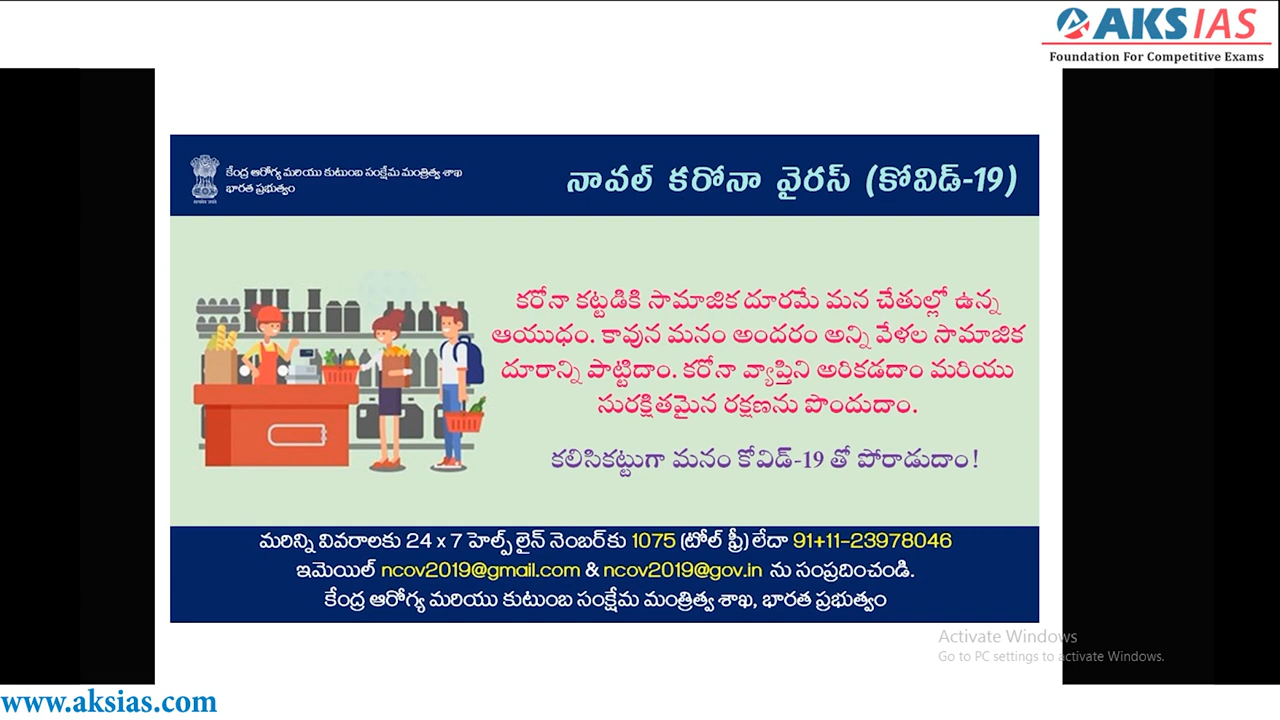 AKS IAS
Foundation For Competitive Exams
కేంద్ర ఆరోగ్య మరియు కుటుంబ సంక్షేమ మంత్రిత్వ శాఖ
భారత ప్రభుత్వం
నావల్ కరోనా వైరస్ (కోవిడ్-19)
కరోనా కట్టడికి సామాజిక దూరమే మన చేతుల్లో ఉన్న
ఆయుధం. కావున మనం అందరం అన్ని వేళల సామాజిక
దూరాన్ని పాట్టిదాం. కరోనా వ్యాప్తిని అరికడదాం మరియు
సురక్షితమైన రక్షణను పొందుదాం.
కలిసికట్టుగా మనం కోవిడ్-19 తో పోరాడుదాం!
మరిన్ని వివరాలకు 24 x 7 హెల్ప్ లైన్ నెంబర్‌కు 1075 (టోల్ ఫ్రీ) లేదా 91+11-23978046
ఇమెయిల్ ncov2019@gmail.com & ncov2019@gov.in ను సంప్రదించండి.
కేంద్ర ఆరోగ్య మరియు కుటుంబ సంక్షేమ మంత్రిత్వ శాఖ, భారత ప్రభుత్వం
Activate Windows
Go to PC settings to activate Windows.
www.aksias.com